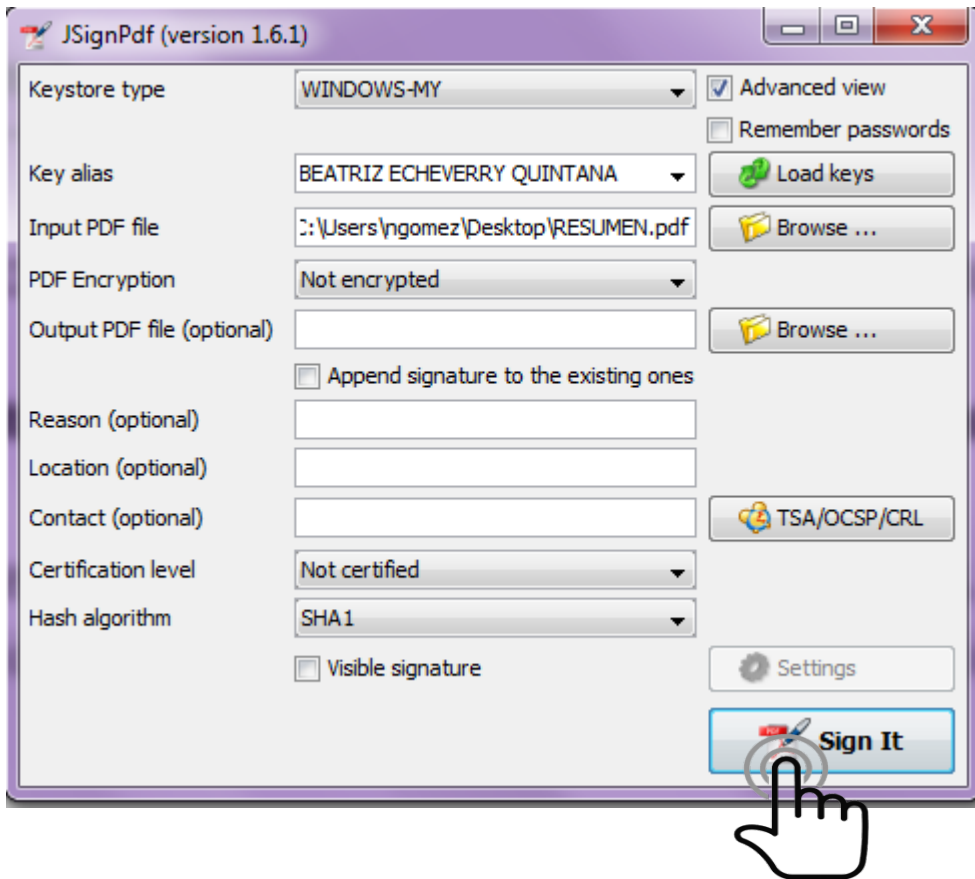 JSignPdf (version 1.6.1)
Keystore type WINDOWS-MY Advanced view
Remember passwords
Key alias BEATRIZ ECHEVERRY QUINTANA Load keys
Input PDF file C:\Users\ngomez\Desktop\RESUMEN.pdf Browse ...
PDF Encryption Not encrypted
Output PDF file (optional) Browse ...
Append signature to the existing ones
Reason (optional)
Location (optional)
Contact (optional) TSA/OCSP/CRL
Certification level Not certified
Hash algorithm SHA1
Visible signature Settings
Sign It